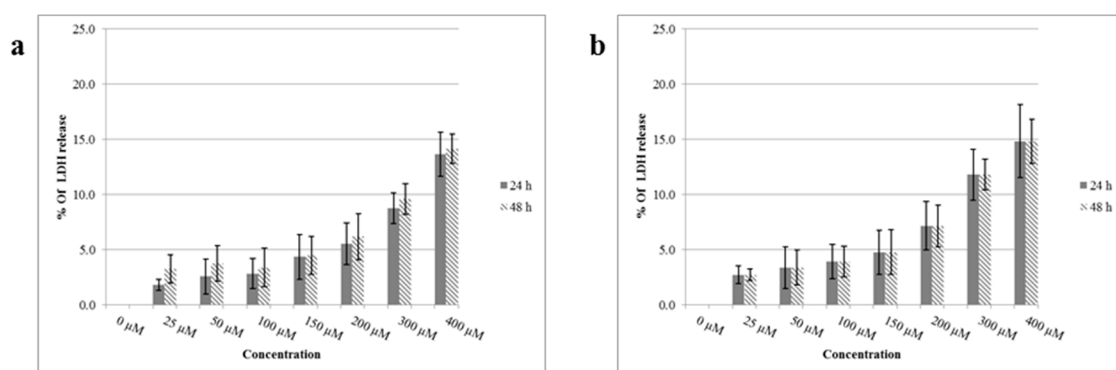 a
25.0
20.0
15.0
10.0
5.0
0.0
% Of LDH release
0 µM
25 µM
50 µM
100 µM
150 µM
200 µM
300 µM
400 µM
Concentration
24 h
48 h
b
25.0
20.0
15.0
10.0
5.0
0.0
% Of LDH release
0 µM
25 µM
50 µM
100 µM
150 µM
200 µM
300 µM
400 µM
Concentration
24 h
48 h